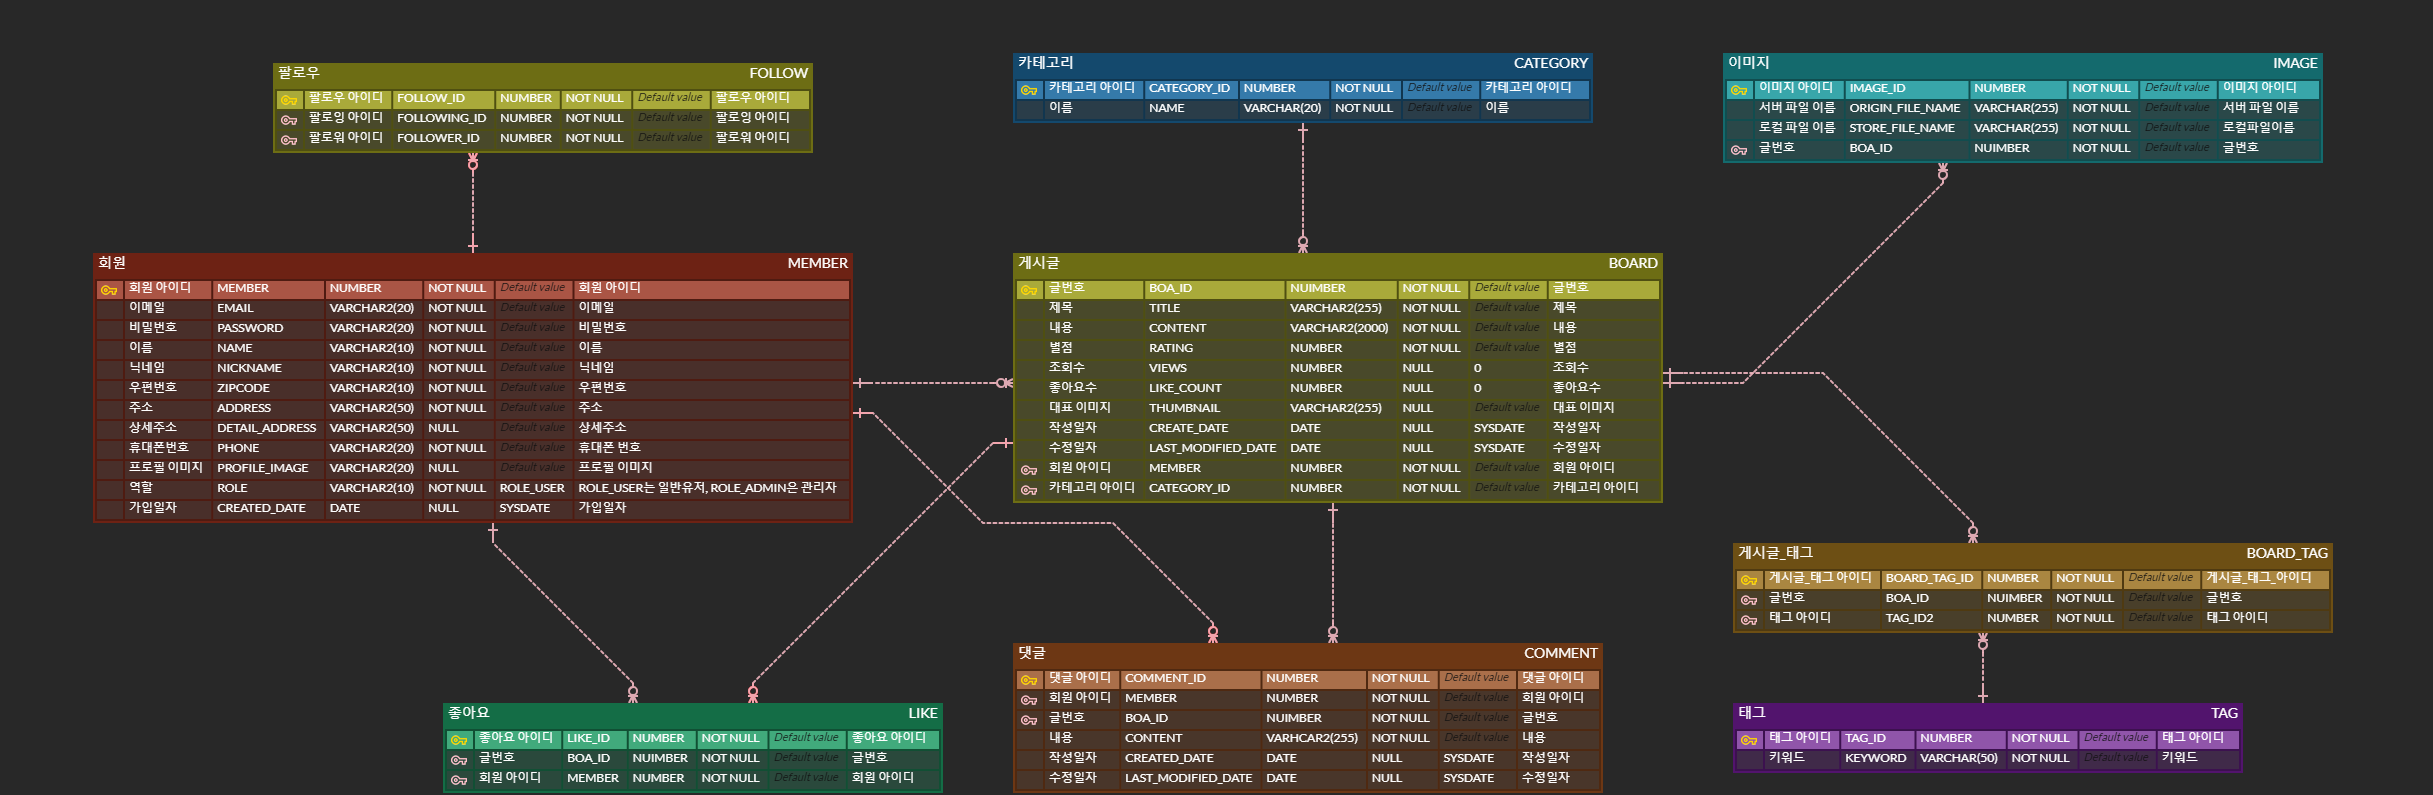 팔로우 FOLLOW
팔로우 아이디 FOLLOW_ID NUMBER NOT NULL Default value 팔로우 아이디
팔로잉 아이디 FOLLOWING_ID NUMBER NOT NULL Default value 팔로잉 아이디
팔로워 아이디 FOLLOWER_ID NUMBER NOT NULL Default value 팔로워 아이디
카테고리 CATEGORY
카테고리 아이디 CATEGORY_ID NUMBER NOT NULL Default value 카테고리 아이디
이름 NAME VARCHAR(20) NOT NULL Default value 이름
이미지 IMAGE
이미지 아이디 IMAGE_ID NUMBER NOT NULL Default value 이미지 아이디
서버 파일 이름 ORIGIN_FILE_NAME VARCHAR(255) NOT NULL Default value 서버 파일 이름
로컬 파일 이름 STORE_FILE_NAME VARCHAR(255) NOT NULL Default value 로컬파일이름
글번호 BOA_ID NUIMBER NOT NULL Default value 글번호
회원 MEMBER
회원 아이디 MEMBER NUMBER NOT NULL Default value 회원 아이디
이메일 EMAIL VARCHAR2(20) NOT NULL Default value 이메일
비밀번호 PASSWORD VARCHAR2(20) NOT NULL Default value 비밀번호
이름 NAME VARCHAR2(10) NOT NULL Default value 이름
닉네임 NICKNAME VARCHAR2(10) NOT NULL Default value 닉네임
우편번호 ZIPCODE VARCHAR2(10) NOT NULL Default value 우편번호
주소 ADDRESS VARCHAR2(50) NOT NULL Default value 주소
상세주소 DETAIL_ADDRESS VARCHAR2(50) NULL Default value 상세주소
휴대폰번호 PHONE VARCHAR2(20) NOT NULL Default value 휴대폰 번호
프로필 이미지 PROFILE_IMAGE VARCHAR2(20) NULL Default value 프로필 이미지
역할 ROLE VARCHAR2(10) NOT NULL ROLE_USER ROLE_USER는 일반유저, ROLE_ADMIN은 관리자
가입일자 CREATED_DATE DATE NULL SYSDATE 가입일자
게시글 BOARD
글번호 BOA_ID NUIMBER NOT NULL Default value 글번호
제목 TITLE VARCHAR2(255) NOT NULL Default value 제목
내용 CONTENT VARCHAR2(2000) NOT NULL Default value 내용
별점 RATING NUMBER NOT NULL Default value 별점
조회수 VIEWS NUMBER NULL 0 조회수
좋아요수 LIKE_COUNT NUMBER NULL 0 좋아요수
대표 이미지 THUMBNAIL VARCHAR2(255) NULL Default value 대표 이미지
작성일자 CREATE_DATE DATE NULL SYSDATE 작성일자
수정일자 LAST_MODIFIED_DATE DATE NULL SYSDATE 수정일자
회원 아이디 MEMBER NUMBER NOT NULL Default value 회원 아이디
카테고리 아이디 CATEGORY_ID NUMBER NOT NULL Default value 카테고리 아이디
게시글_태그 BOARD_TAG
게시글_태그 아이디 BOARD_TAG_ID NUMBER NOT NULL Default value 게시글_태그_아이디
글번호 BOA_ID NUIMBER NOT NULL Default value 글번호
태그 아이디 TAG_ID2 NUMBER NOT NULL Default value 태그 아이디
댓글 COMMENT
댓글 아이디 COMMENT_ID NUMBER NOT NULL Default value 댓글 아이디
회원 아이디 MEMBER NUMBER NOT NULL Default value 회원 아이디
글번호 BOA_ID NUIMBER NOT NULL Default value 글번호
내용 CONTENT VARHCAR2(255) NOT NULL Default value 내용
작성일자 CREATED_DATE DATE NULL SYSDATE 작성일자
수정일자 LAST_MODIFIED_DATE DATE NULL SYSDATE 수정일자
좋아요 LIKE
좋아요 아이디 LIKE_ID NUMBER NOT NULL Default value 좋아요 아이디
글번호 BOA_ID NUIMBER NOT NULL Default value 글번호
회원 아이디 MEMBER NUMBER NOT NULL Default value 회원 아이디
태그 TAG
태그 아이디 TAG_ID NUMBER NOT NULL Default value 태그 아이디
키워드 KEYWORD VARCHAR(50) NOT NULL Default value 키워드